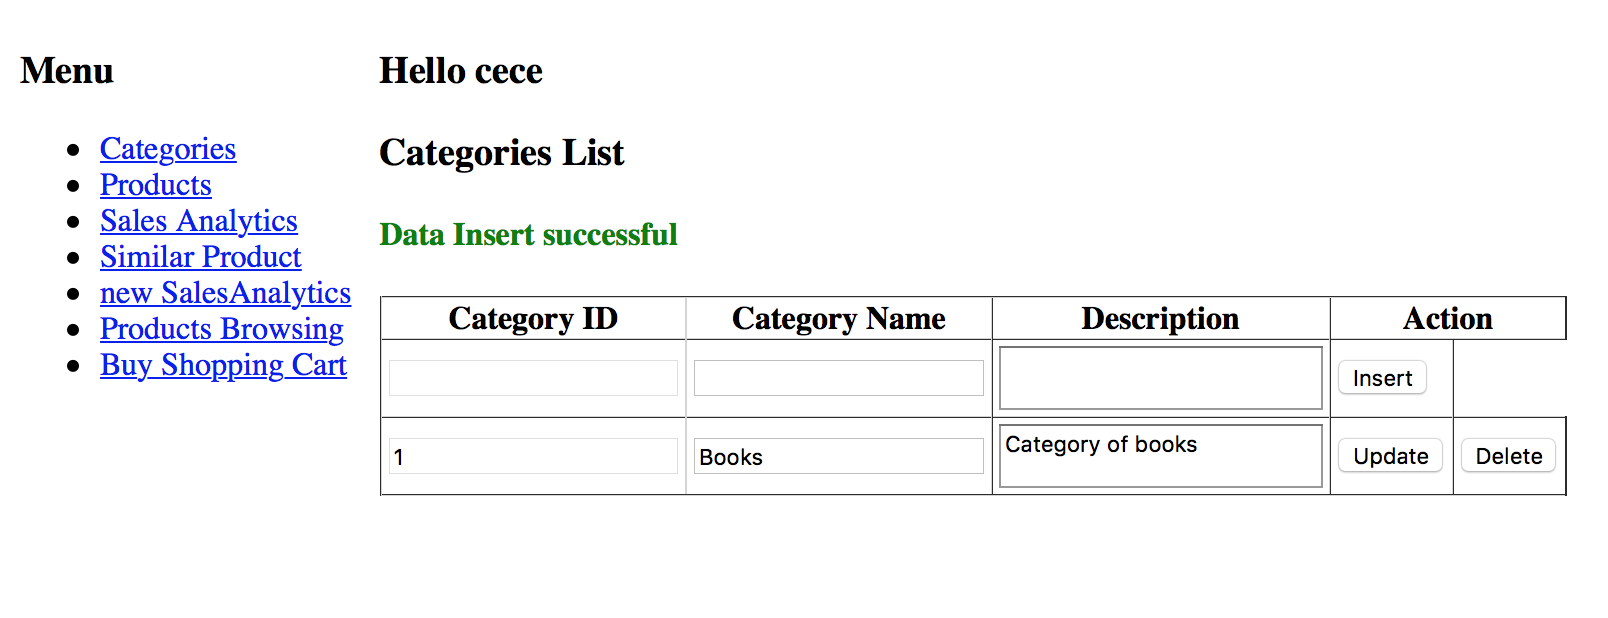 Menu
Categories
Products
Sales Analytics
Similar Product
new SalesAnalytics
Products Browsing
Buy Shopping Cart
Hello cece
Categories List
Data Insert successful
Category ID Category Name Description Action
Insert
1 Books Category of books Update Delete